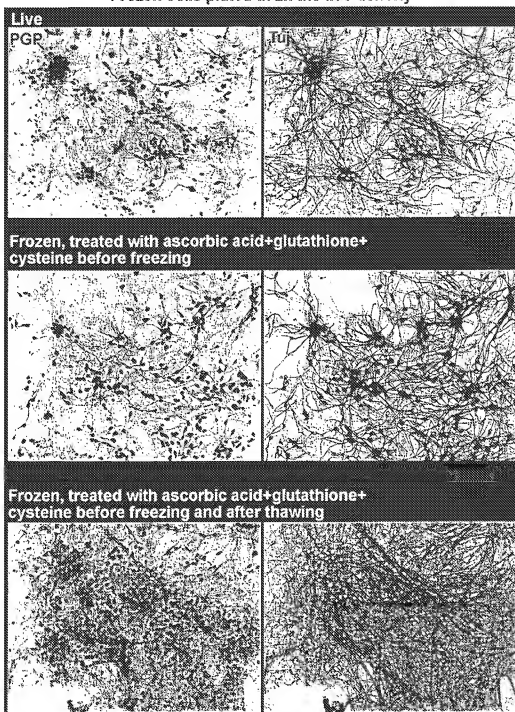 Live
PGP Tuj
Frozen, treated with ascorbic acid+glutathione+
cysteine before freezing
Frozen, treated with ascorbic acid+glutathione+
cysteine before freezing and after thawing